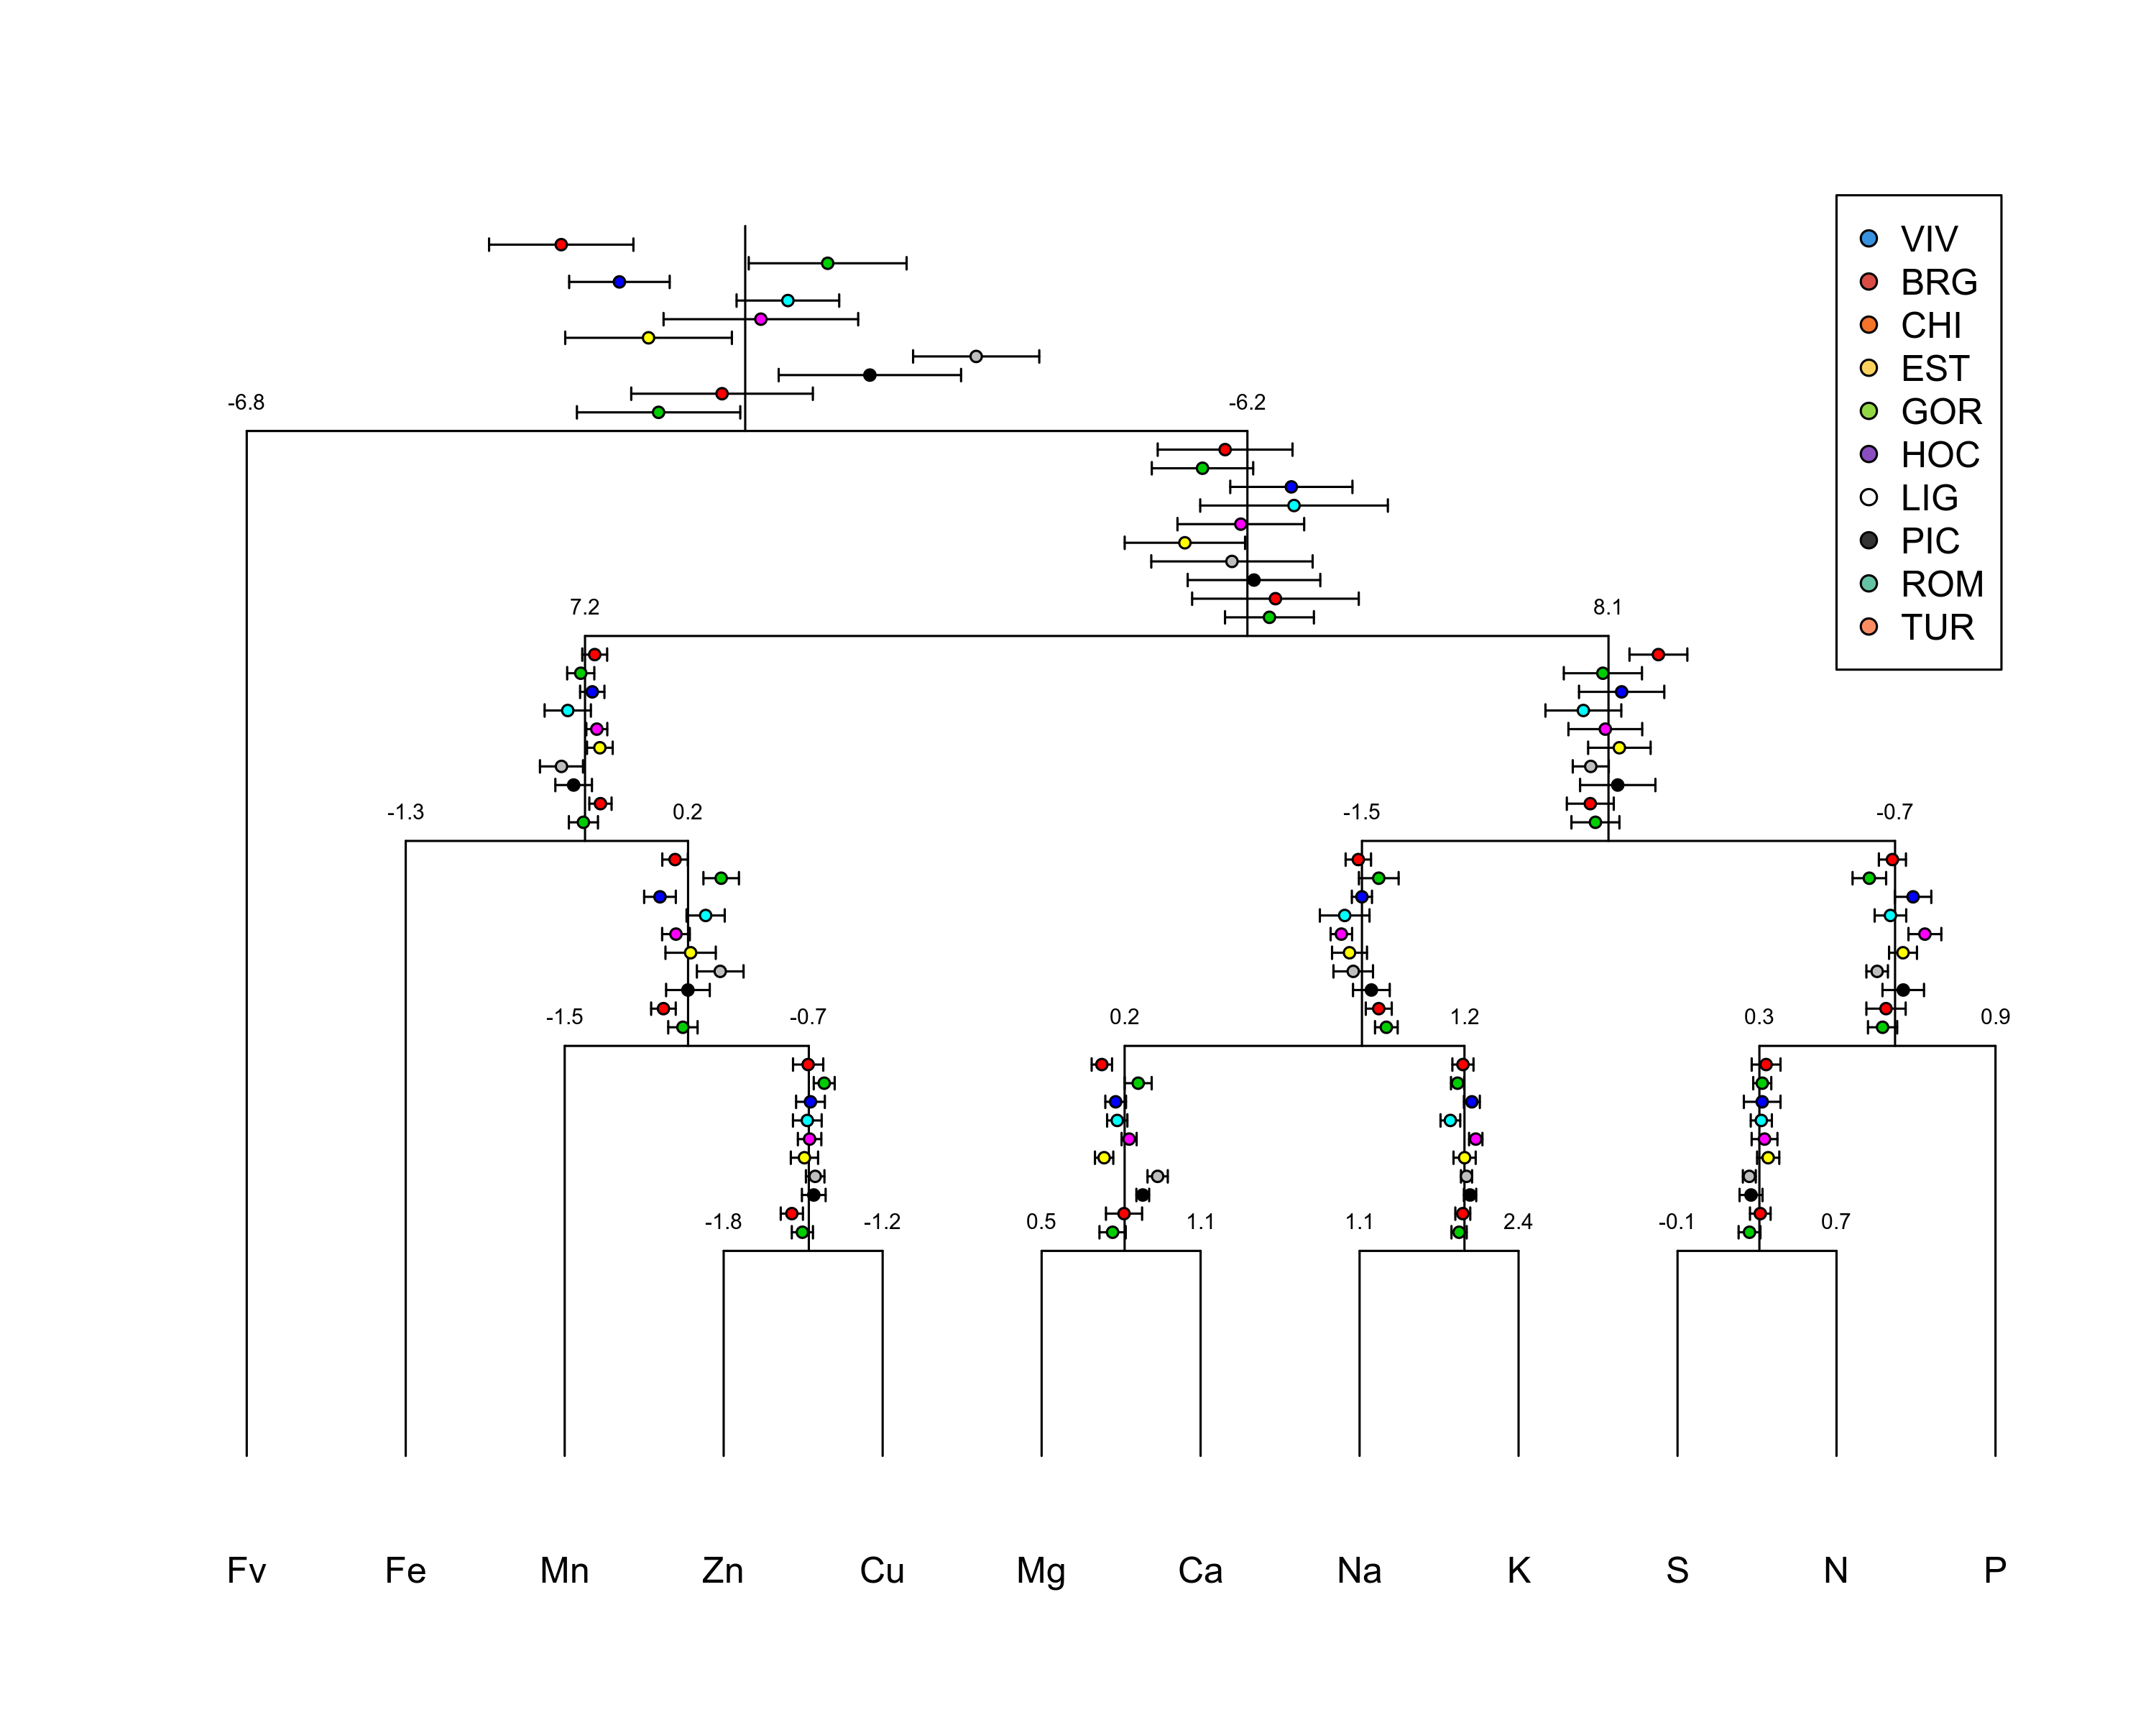 VIV
BRG
CHI
EST
GOR
HOC
LIG
PIC
ROM
TUR
-6.8 -6.2
7.2 8.1
-1.3 0.2 -1.5 -0.7
-1.5 -0.7 0.2 1.2 0.3 0.9
-1.8 -1.2 0.5 1.1 1.1 2.4 -0.1 0.7
Fv Fe Mn Zn Cu Mg Ca Na K S N P